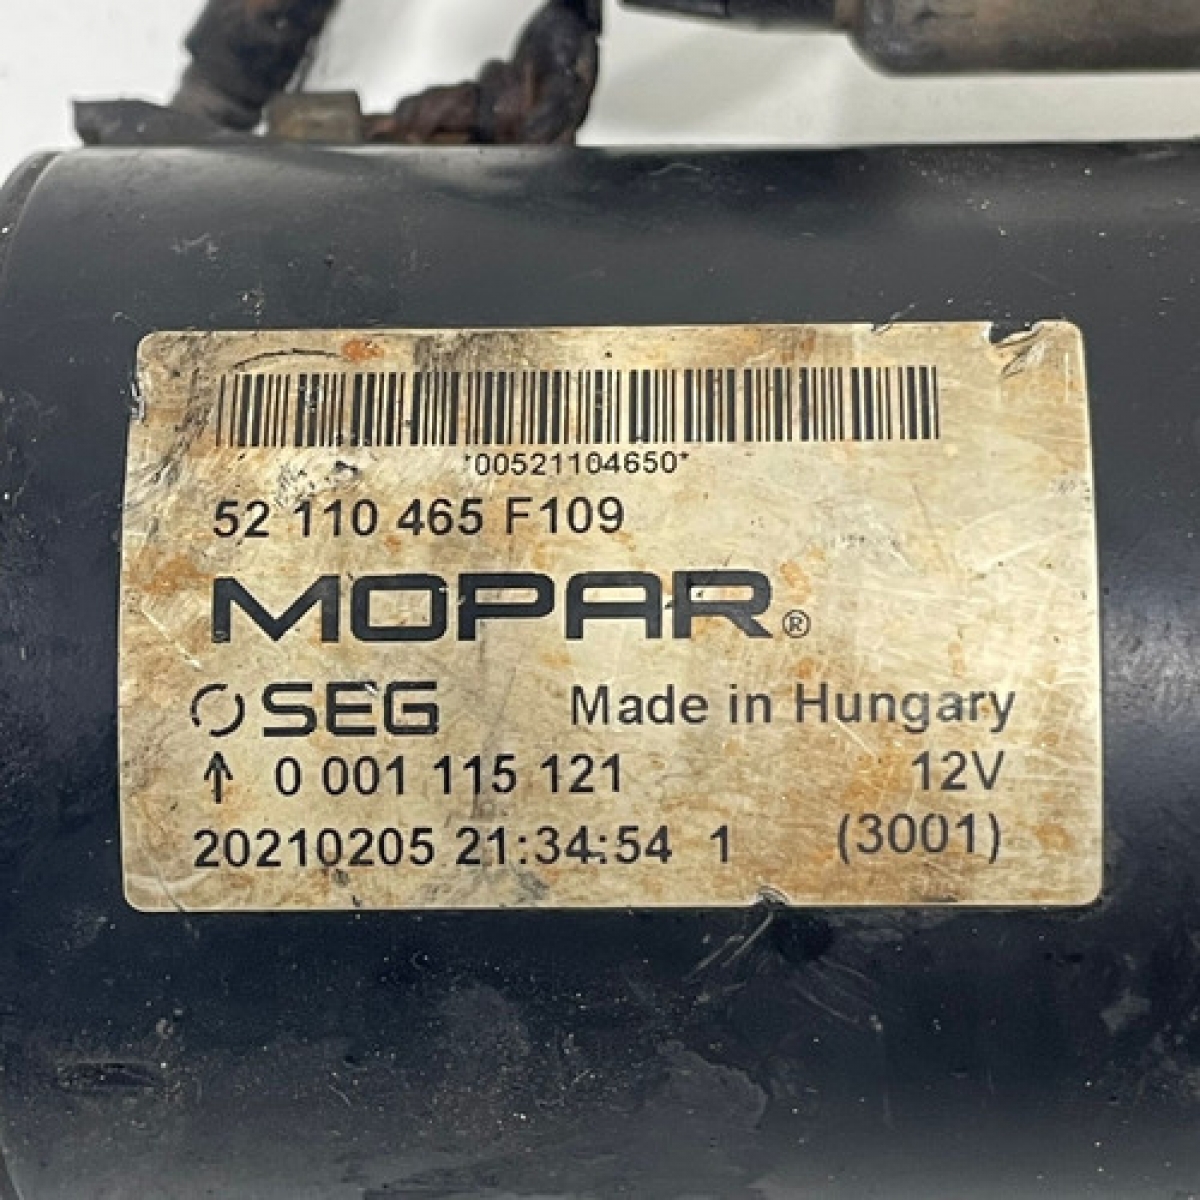 *00521104650*
52 110 465 F109
MOPAR®
SEG Made in Hungary
↑ 0 001 115 121 12V
20210205 21:34:54 1 (3001)